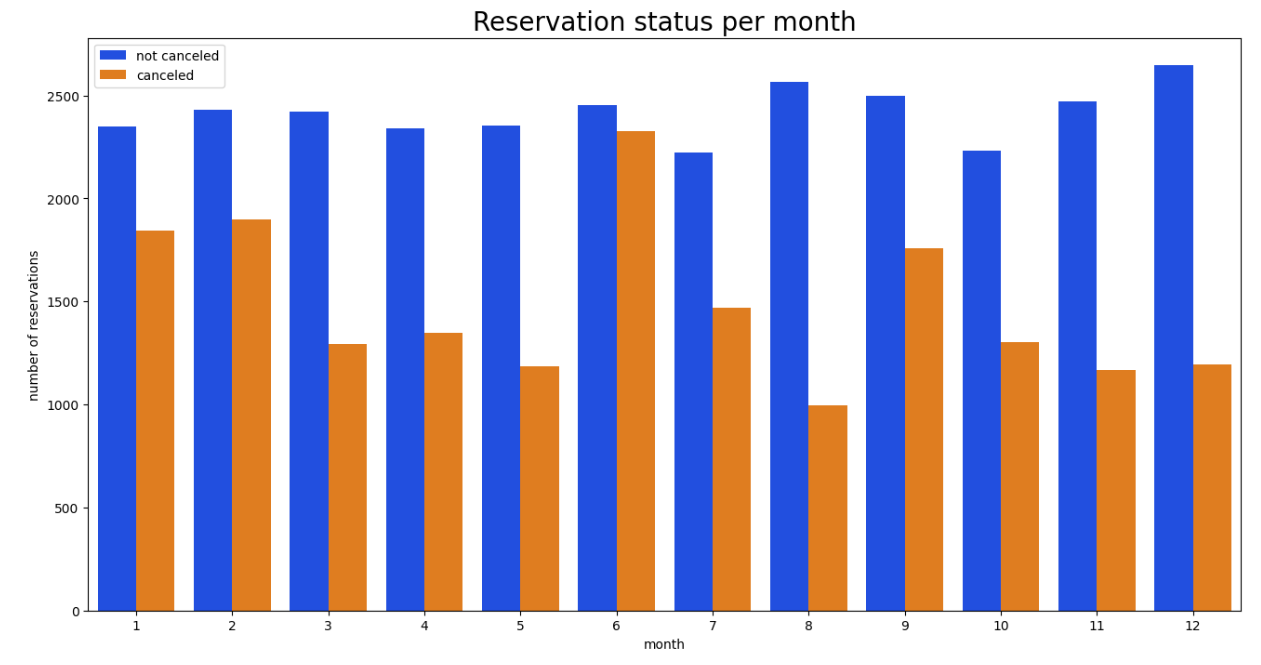 Reservation status per month
not canceled
canceled
number of reservations
2500
2000
1500
1000
500
0
1 2 3 4 5 6 7 8 9 10 11 12
month